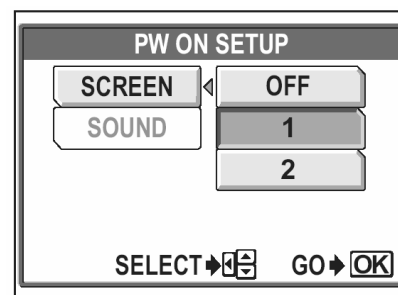 PW ON SETUP
SCREEN OFF
SOUND 1
2
SELECT GO OK